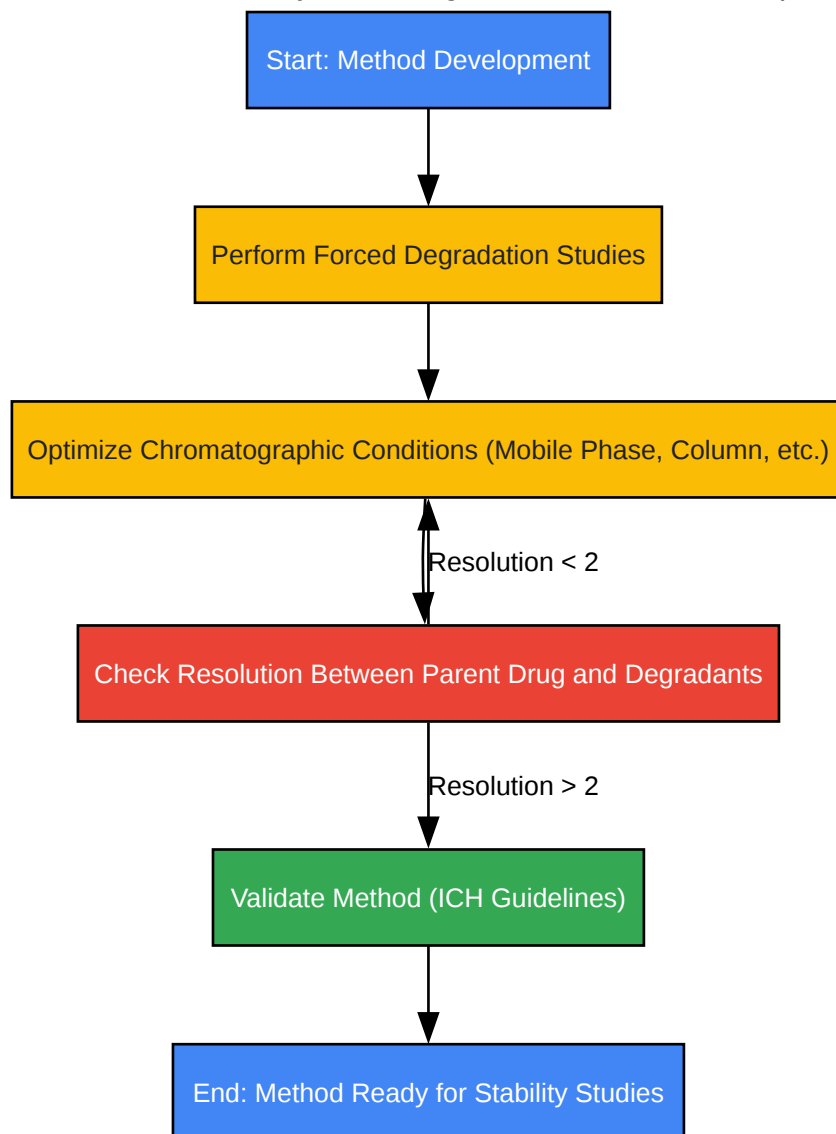 Start: Method Development
Perform Forced Degradation Studies
Optimize Chromatographic Conditions (Mobile Phase, Column, etc.)
Resolution < 2
Check Resolution Between Parent Drug and Degradants
Resolution > 2
Validate Method (ICH Guidelines)
End: Method Ready for Stability Studies